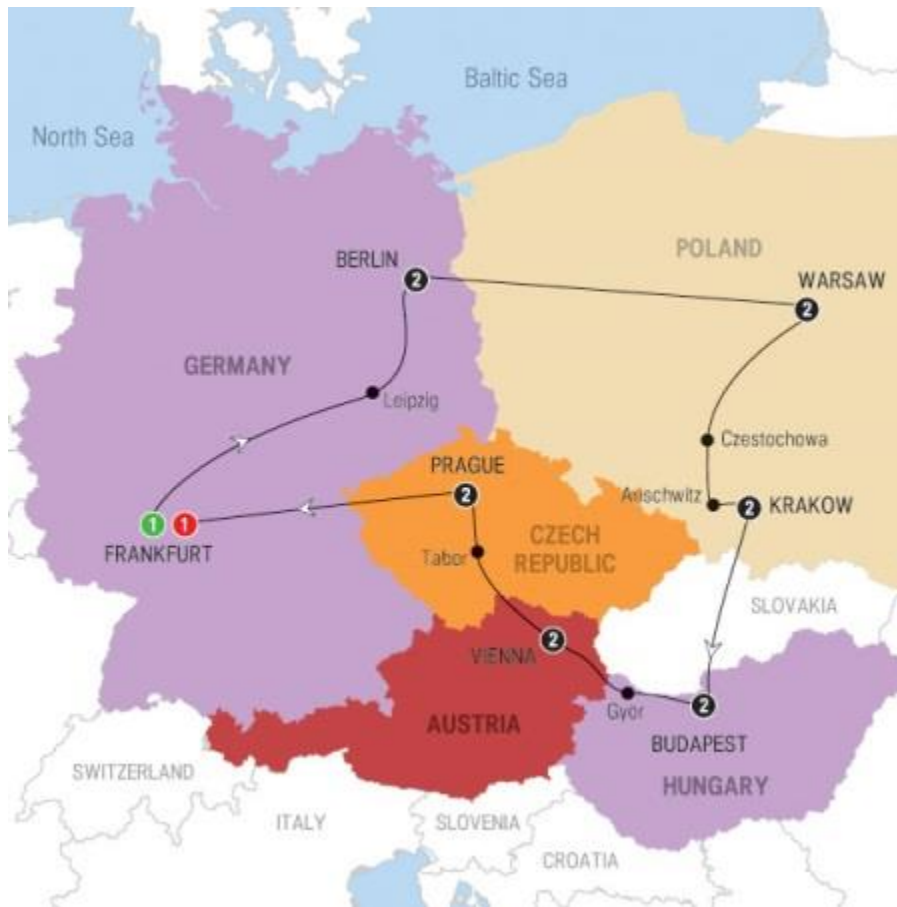 Baltic Sea
North Sea
POLAND
BERLIN
2
WARSAW
2
GERMANY
Leipzig
Czestochowa
PRAGUE
2
Auschwitz
2
KRAKOW
1
1
FRANKFURT
CZECH
REPUBLIC
Tabor
SLOVAKIA
2
VIENNA
2
Gyor
AUSTRIA
BUDAPEST
SWITZERLAND
HUNGARY
ITALY
SLOVENIA
CROATIA